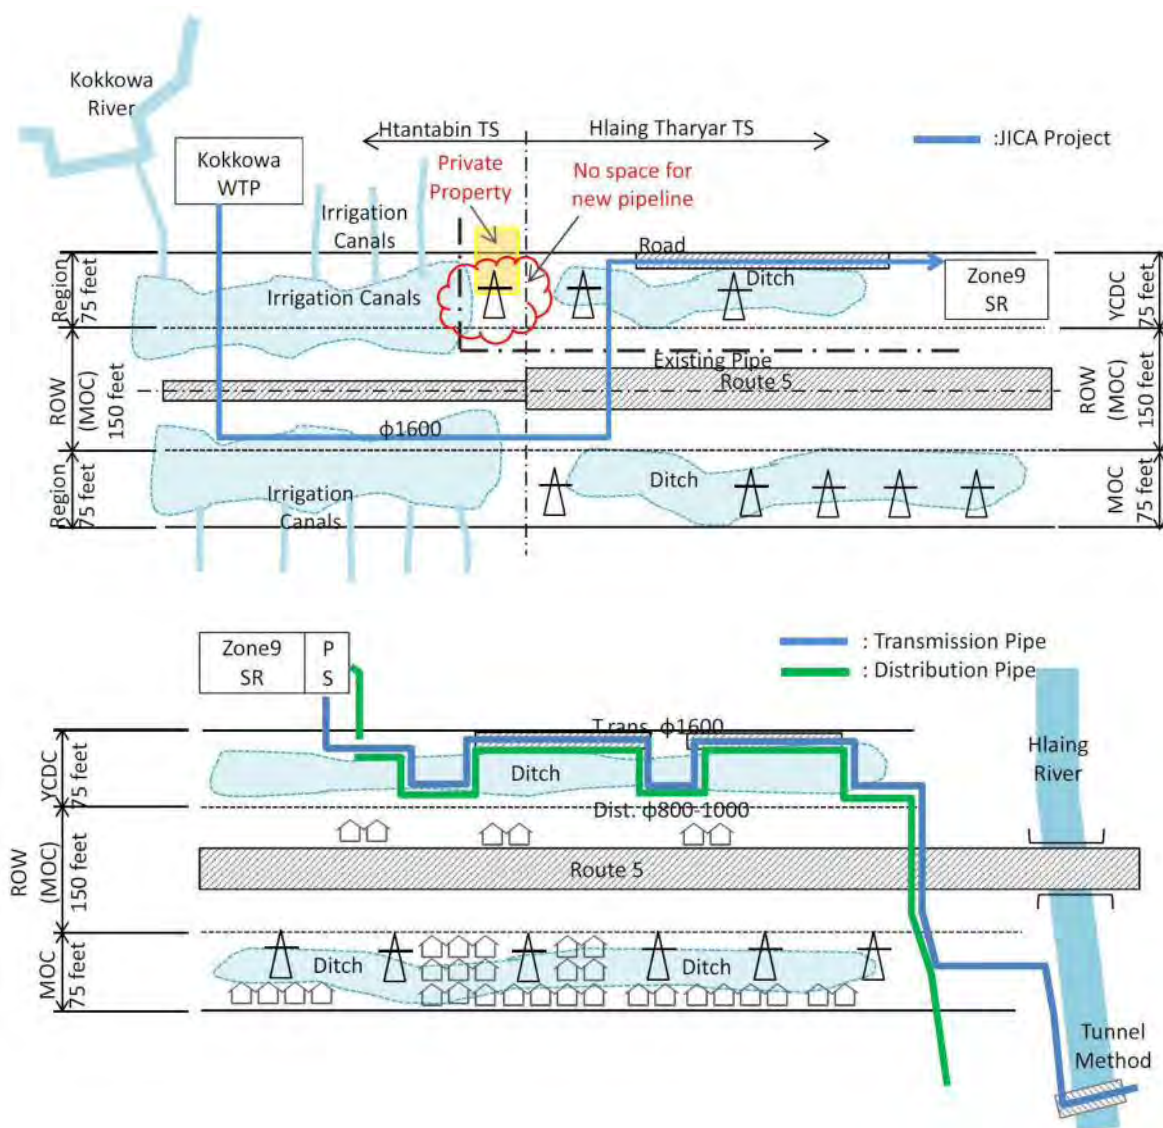 Kokkowa
River
Htantabin TS
Hlaing Tharyar TS
:JICA Project
Kokkowa
WTP
Private
Property
No space for
new pipeline
Irrigation
Canals
Road
Region
75 feet
Irrigation Canals
Ditch
Zone9
SR
YCDC
75 feet
Existing Pipe
Route 5
ROW
(MOC)
150 feet
ROW
(MOC)
150 feet
ϕ1600
Region
75 feet
Irrigation
Canals
Ditch
MOC
75 feet
Zone9
SR
P
S
: Transmission Pipe
: Distribution Pipe
Trans. ϕ1600
YCDC
75 feet
Ditch
Hlaing
River
Dist. ϕ800-1000
ROW
(MOC)
150 feet
Route 5
MOC
75 feet
Ditch
Ditch
Tunnel
Method